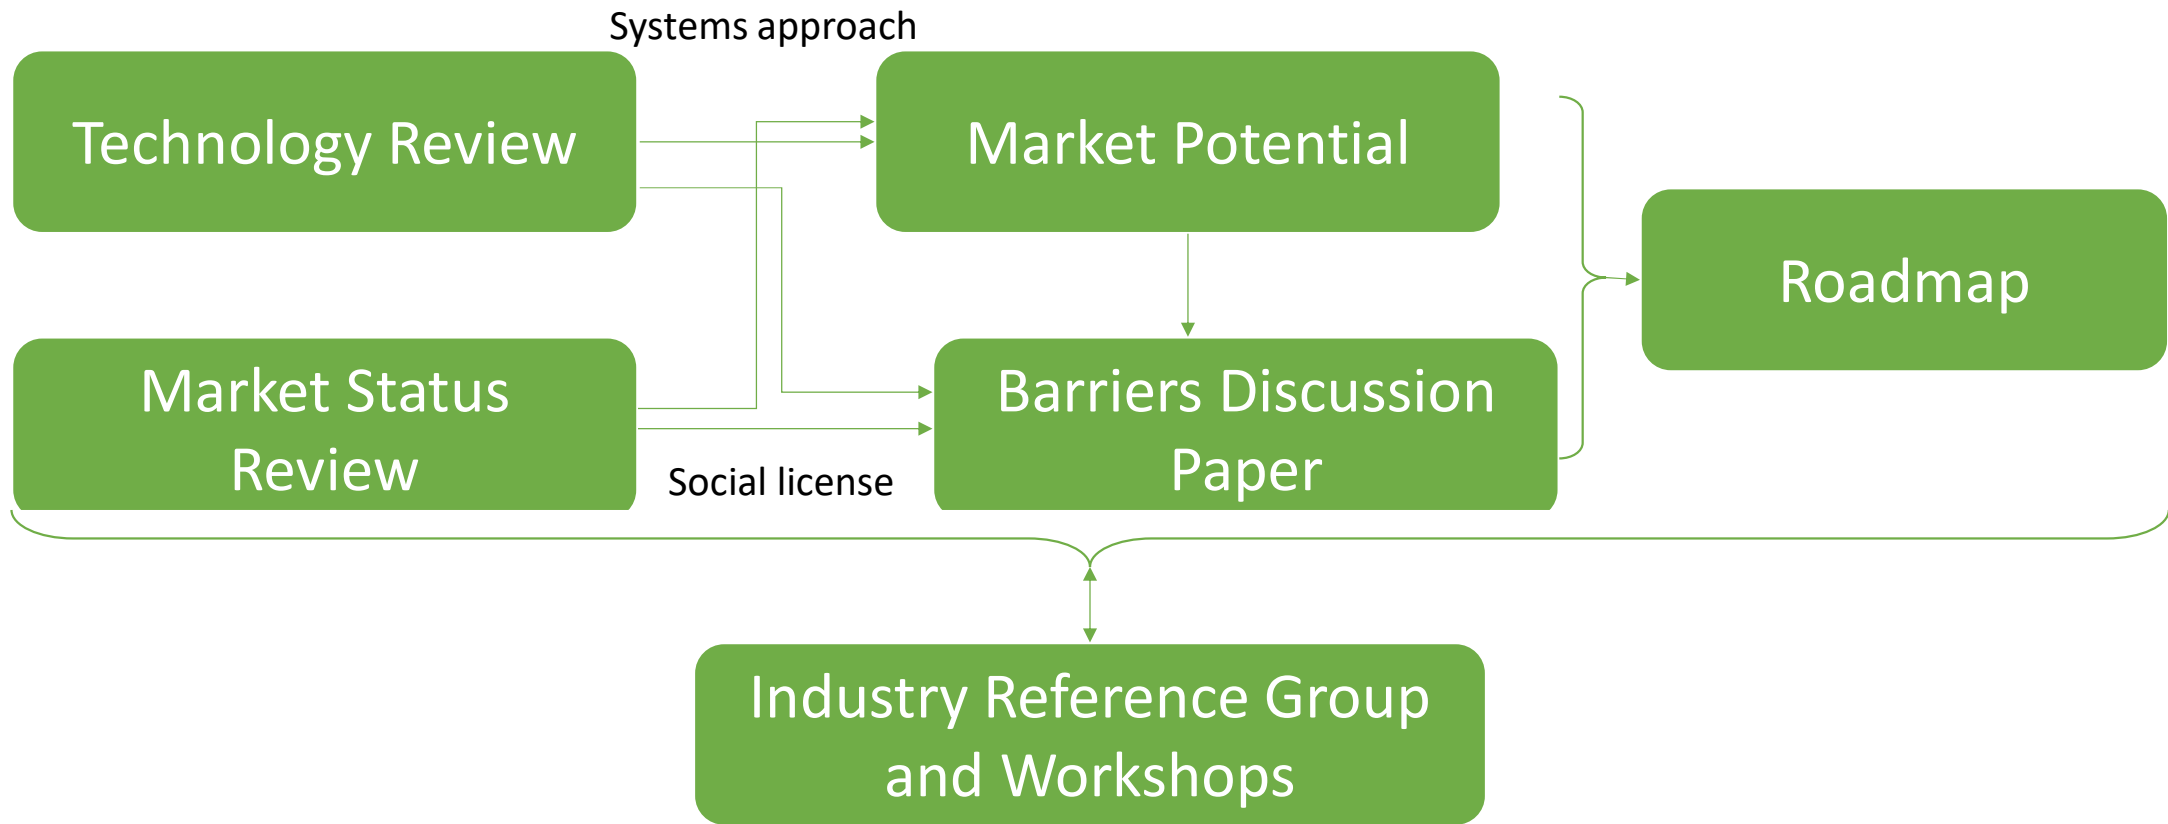 Systems approach
Technology Review
Market Potential
Roadmap
Market Status
Review
Barriers Discussion
Paper
Social license
Industry Reference Group
and Workshops